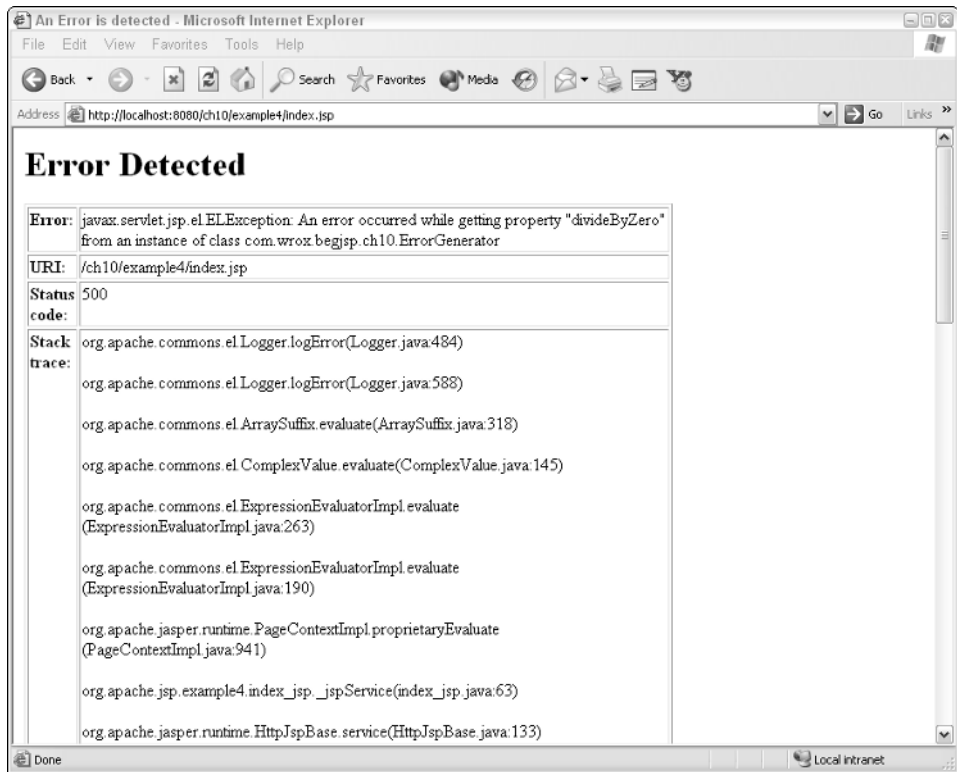 An Error is detected - Microsoft Internet Explorer
File Edit View Favorites Tools Help
Back Search Favorites Media
Address http://localhost:8080/ch10/example4/index.jsp Go Links »
Error Detected
Error: javax.servlet.jsp.el.ELException: An error occurred while getting property "divideByZero"
from an instance of class com.wrox.begjsp.ch10.ErrorGenerator
URI: /ch10/example4/index.jsp
Status 500
code:
Stack org.apache.commons.el.Logger.logError(Logger.java:484)
trace:
org.apache.commons.el.Logger.logError(Logger.java:588)
org.apache.commons.el.ArraySuffix.evaluate(ArraySuffix.java:318)
org.apache.commons.el.ComplexValue.evaluate(ComplexValue.java:145)
org.apache.commons.el.ExpressionEvaluatorImpl.evaluate
(ExpressionEvaluatorImpl.java:263)
org.apache.commons.el.ExpressionEvaluatorImpl.evaluate
(ExpressionEvaluatorImpl.java:190)
org.apache.jasper.runtime.PageContextImpl.proprietaryEvaluate
(PageContextImpl.java:941)
org.apache.jsp.example4.index_jsp._jspService(index_jsp.java:63)
org.apache.jasper.runtime.HttpJspBase.service(HttpJspBase.java:133)
Done Local intranet